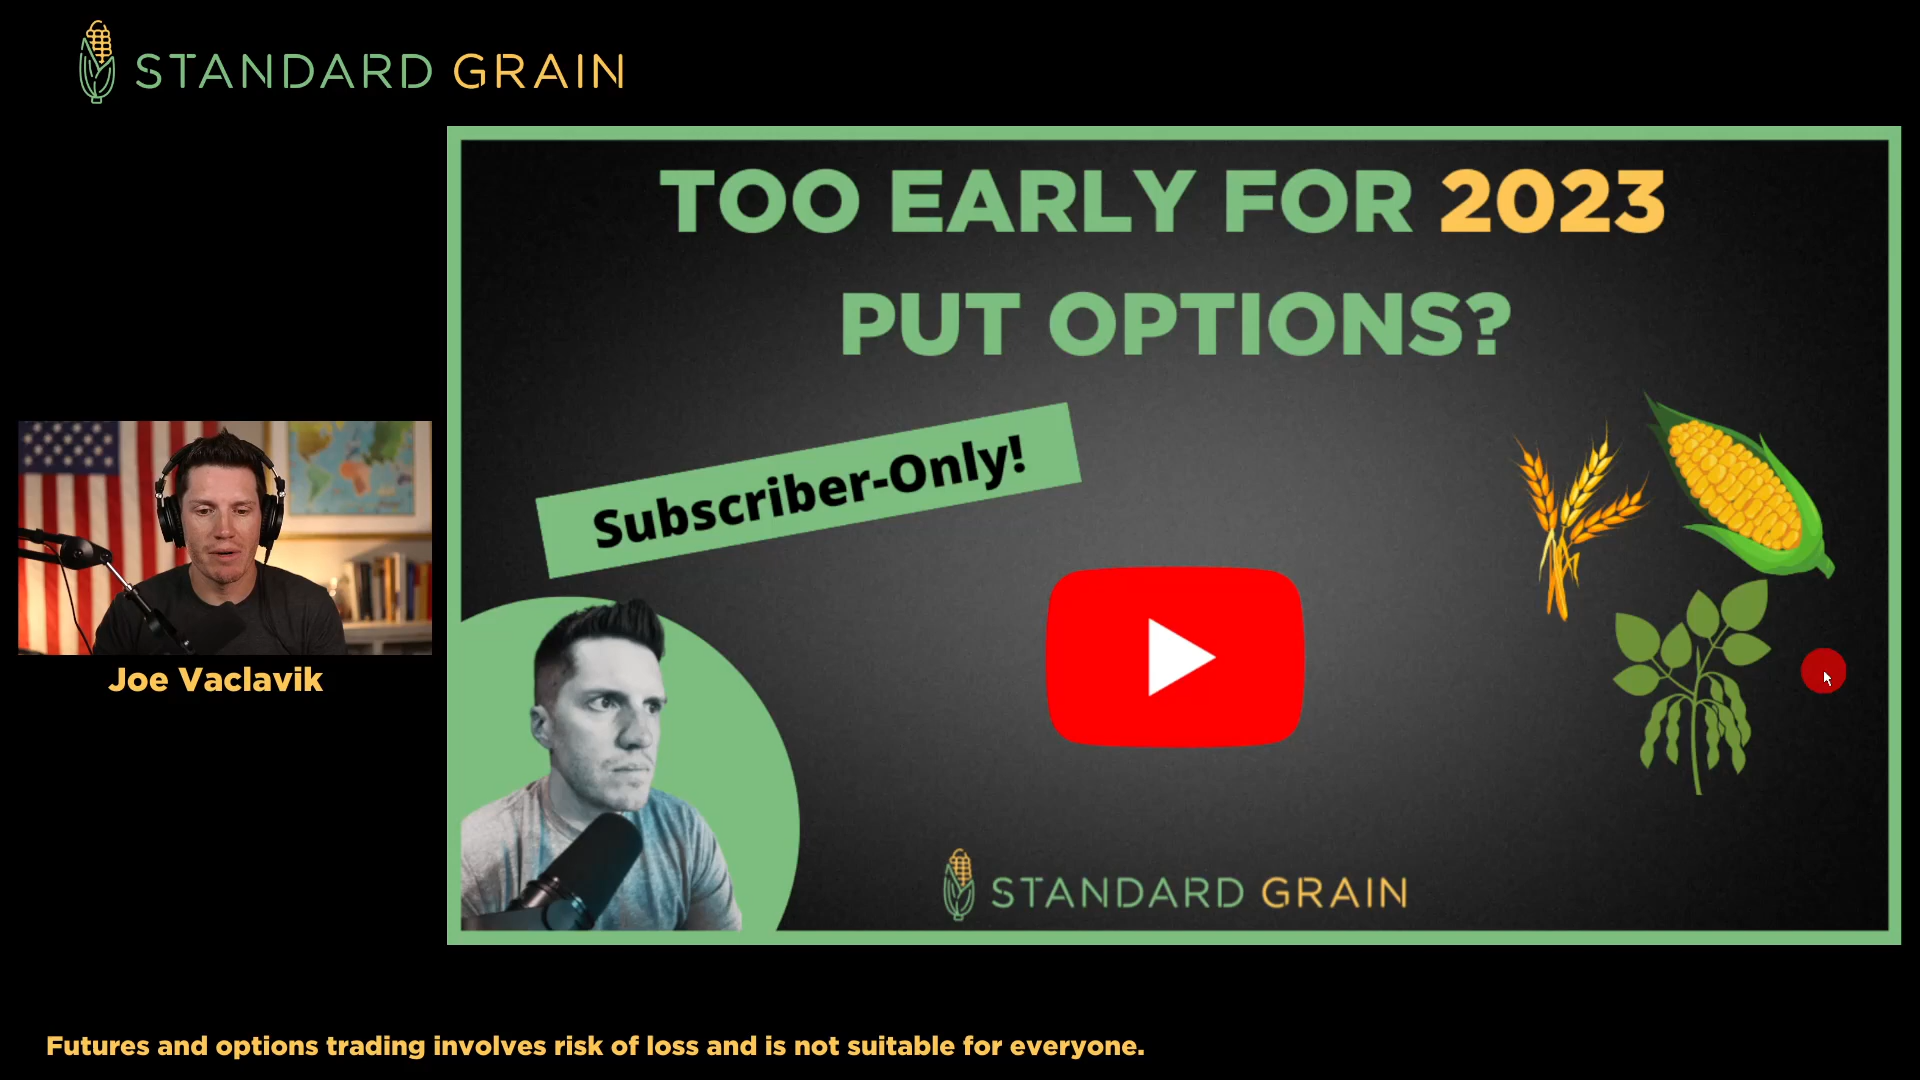 STANDARD GRAIN
TOO EARLY FOR 2023
PUT OPTIONS?
Subscriber-Only!
Joe Vaclavik
STANDARD GRAIN
Futures and options trading involves risk of loss and is not suitable for everyone.